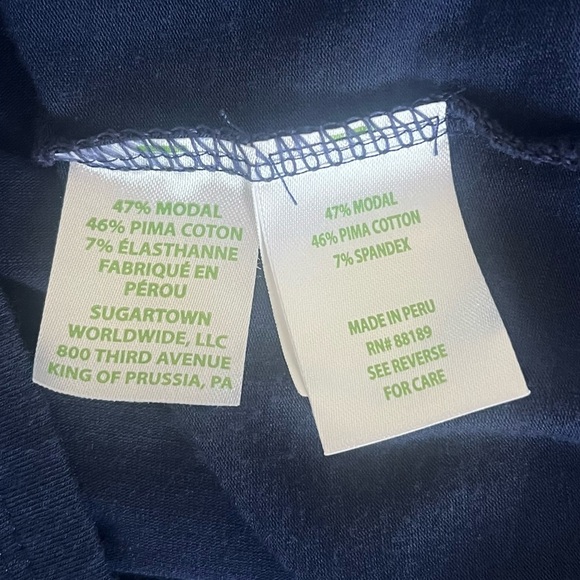 47% MODAL
46% PIMA COTON
7% ÉLASTHANNE
FABRIQUÉ EN
PÉROU
SUGARTOWN
WORLDWIDE, LLC
800 THIRD AVENUE
KING OF PRUSSIA, PA
47% MODAL
46% PIMA COTTON
7% SPANDEX
MADE IN PERU
RN# 88189
SEE REVERSE
FOR CARE